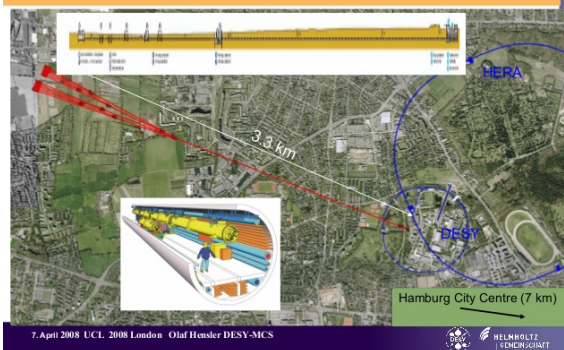 HERA
3.3 km
DESY
Hamburg City Centre (7 km)
7. April 2008 UCL 2008 London Olaf Hensler DESY-MCS
DESY
HELMHOLTZ
GEMEINSCHAFT